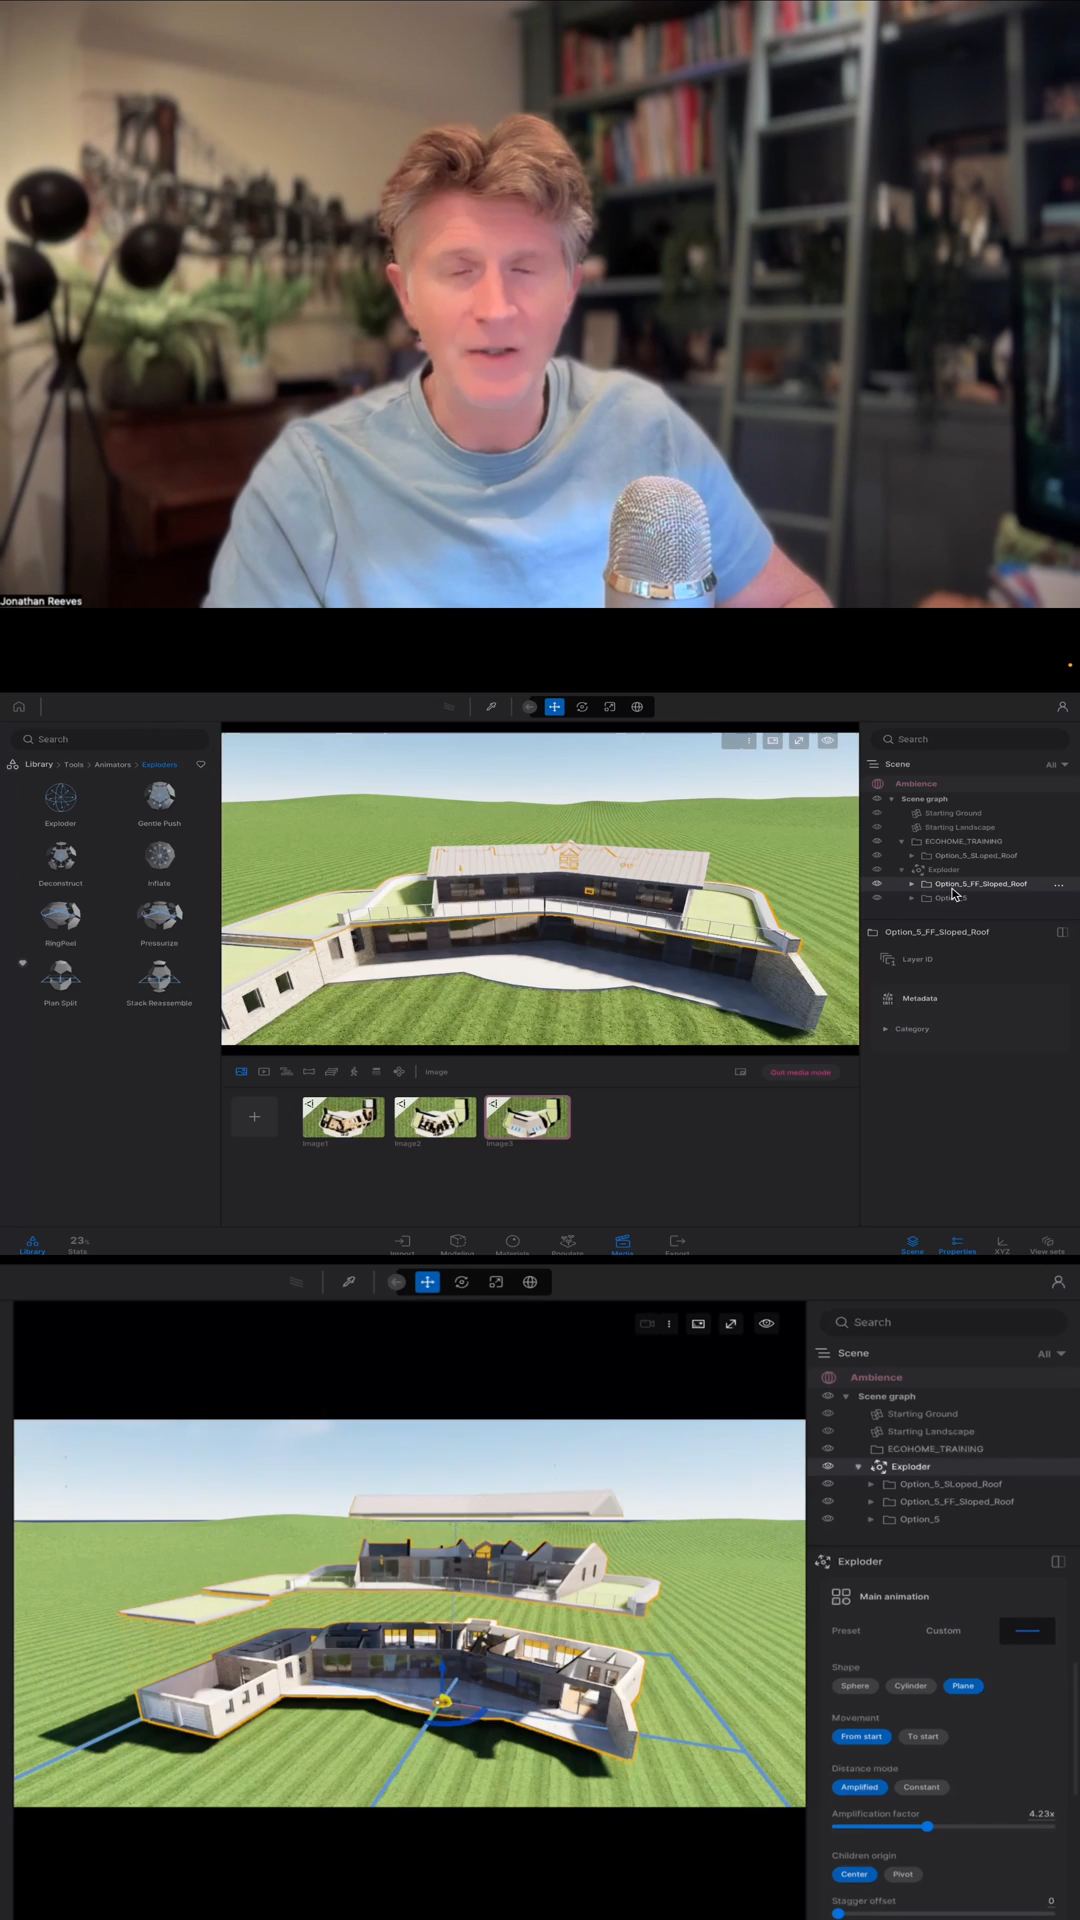 Jonathan Reeves
Search
Library > Tools > Animators > Exploders
Exploder
Gentle Push
Deconstruct
Inflate
RingPeel
Pressurize
Plan Split
Stack Reassemble
Search
Scene
All
Ambience
Scene graph
Starting Ground
Starting Landscape
ECOHOME_TRAINING
Option_5_SLoped_Roof
Exploder
Option_5_FF_Sloped_Roof
Option_5_FF_Sloped_Roof
Layer ID
Metadata
Category
Image
Quit media mode
Image1
Image2
Image3
Library
23%
Stats
Import
Modeling
Materials
Populate
Media
Export
Scene
Properties
XYZ
View sets
Search
Scene
All
Ambience
Scene graph
Starting Ground
Starting Landscape
ECOHOME_TRAINING
Exploder
Option_5_SLoped_Roof
Option_5_FF_Sloped_Roof
Option_5
Exploder
Main animation
Preset
Custom
Shape
Sphere
Cylinder
Plane
Movement
From start
To start
Distance mode
Amplified
Constant
Amplification factor
4.23x
Children origin
Center
Pivot
Stagger offset
0